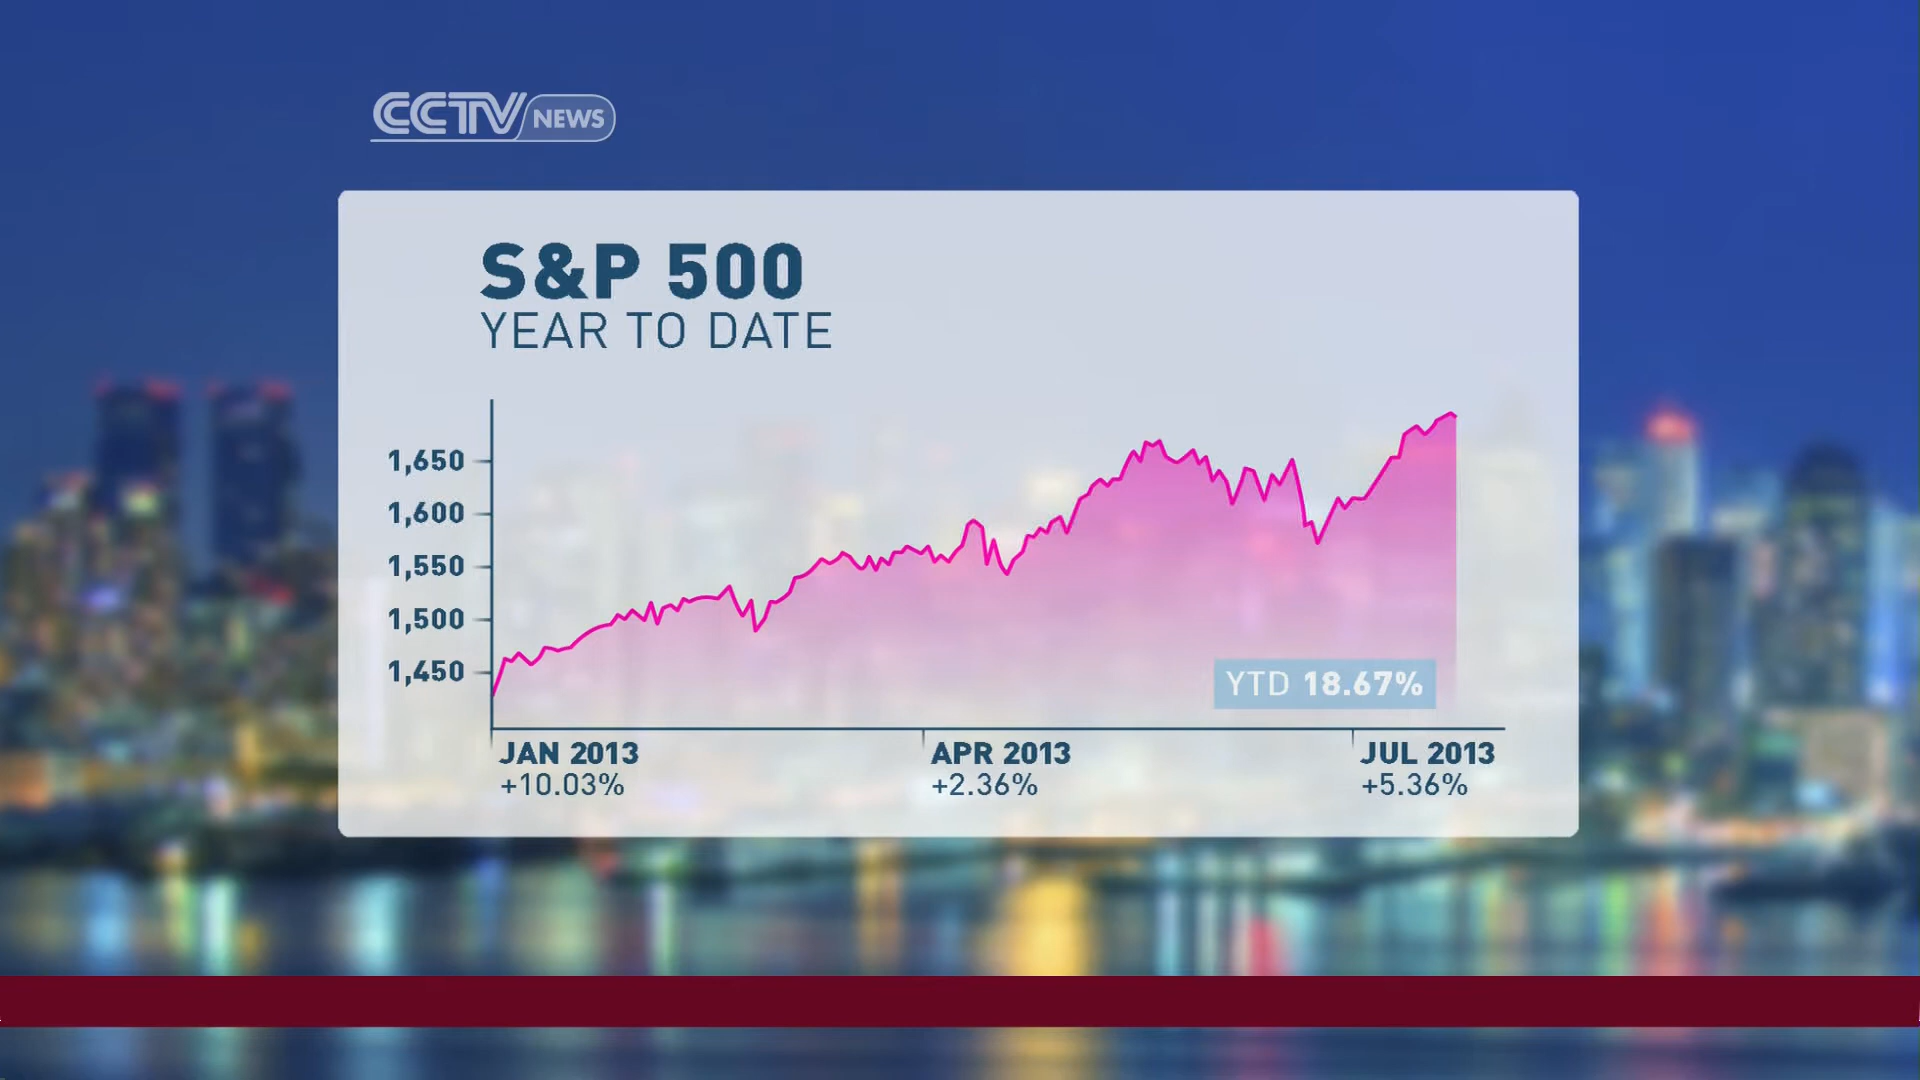 CCTV NEWS
S&P 500
YEAR TO DATE
1,650
1,600
1,550
1,500
1,450
YTD 18.67%
JAN 2013 APR 2013 JUL 2013
+10.03% +2.36% +5.36%